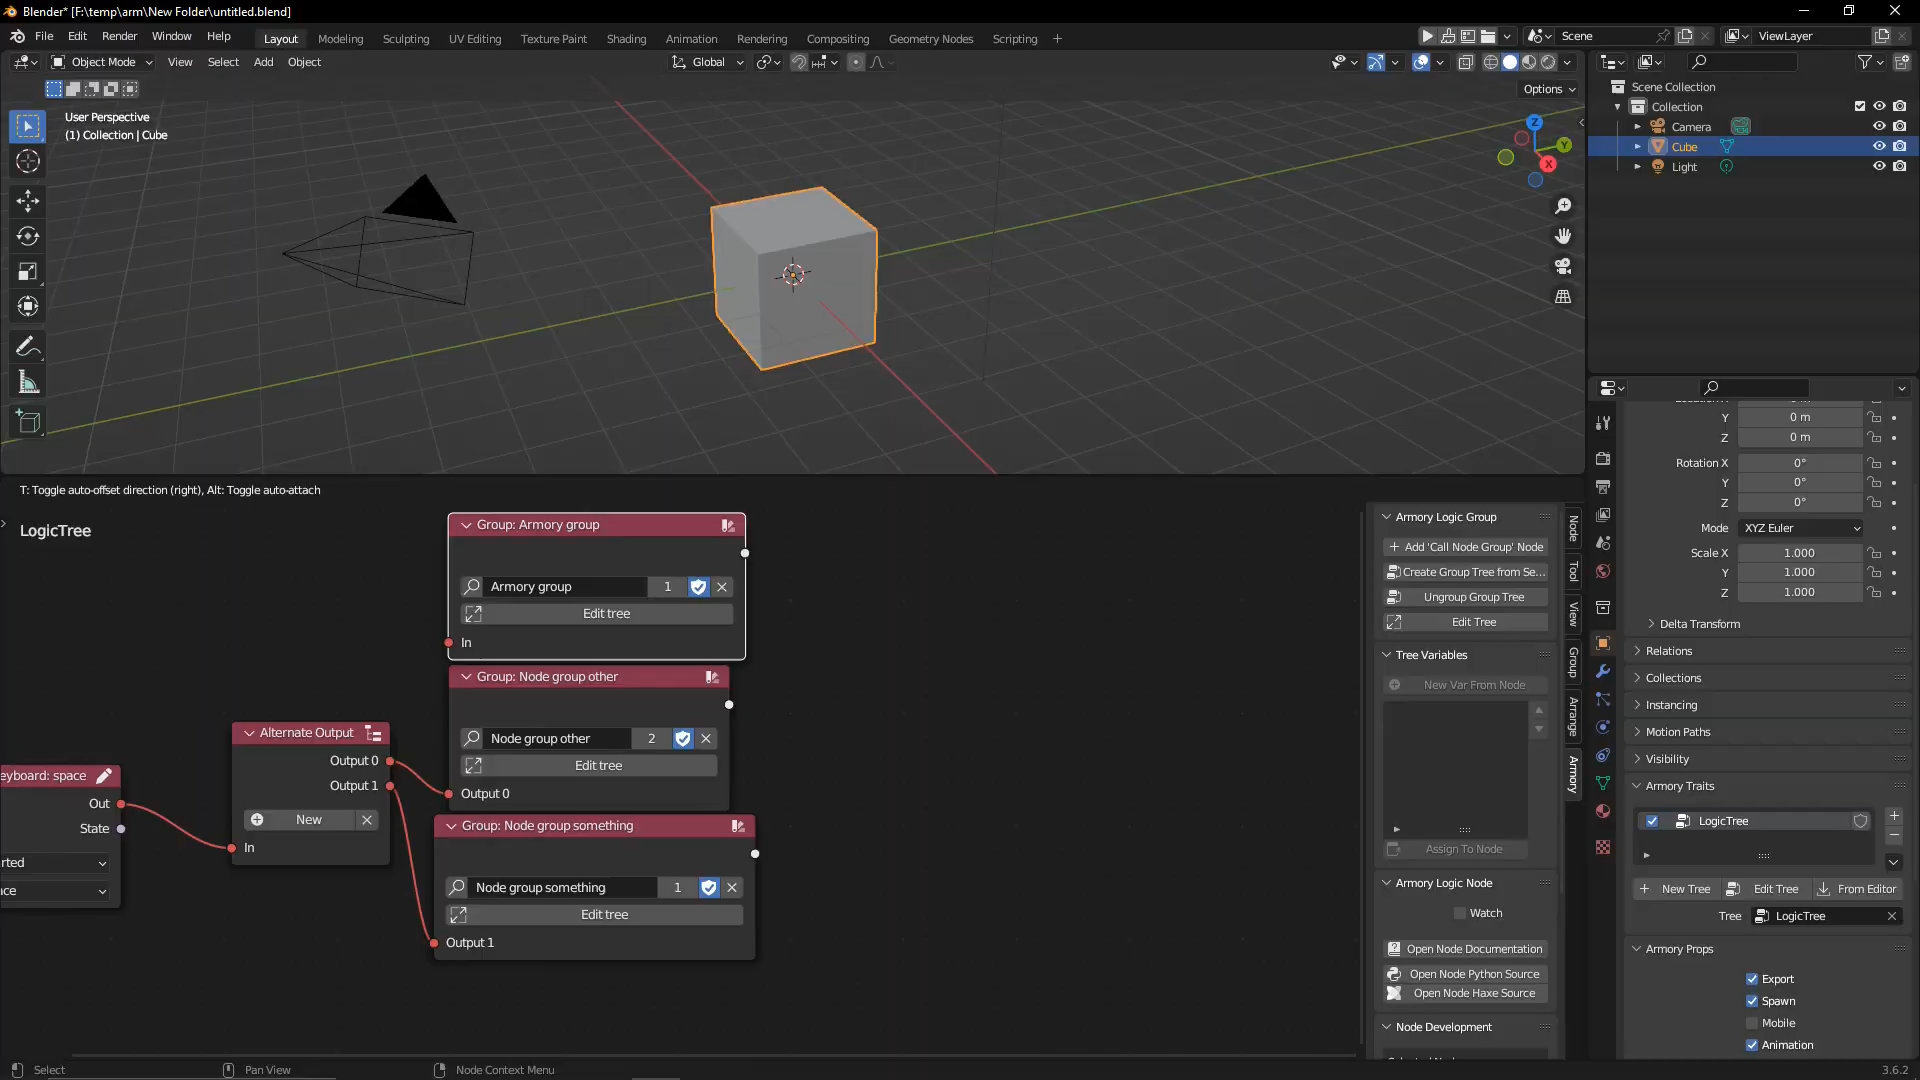 Blender* [F:\temp\arm\New Folder\untitled.blend]
File Edit Render Window Help
Layout Modeling Sculpting UV Editing Texture Paint Shading Animation Rendering Compositing Geometry Nodes Scripting +
Scene
ViewLayer
Object Mode View Select Add Object
Global
Options
User Perspective
(1) Collection | Cube
Z
Y
X
Scene Collection
Collection
Camera
Cube
Light
Y 0 m
Z 0 m
Rotation X 0°
Y 0°
Z 0°
Mode XYZ Euler
Scale X 1.000
Y 1.000
Z 1.000
Delta Transform
Relations
Collections
Instancing
Motion Paths
Visibility
Armory Traits
LogicTree
New Tree Edit Tree From Editor
Tree LogicTree
Armory Props
Export
Spawn
Mobile
Animation
T: Toggle auto-offset direction (right), Alt: Toggle auto-attach
LogicTree
Group: Armory group
Armory group 1
Edit tree
In
Group: Node group other
Node group other 2
Edit tree
Output 0
Group: Node group something
Node group something 1
Edit tree
Output 1
Alternate Output
Output 0
Output 1
New
In
eyboard: space
Out
State
rted
ce
Armory Logic Group
Add 'Call Node Group' Node
Create Group Tree from Se...
Ungroup Group Tree
Edit Tree
Tree Variables
New Var From Node
Assign To Node
Armory Logic Node
Watch
Open Node Documentation
Open Node Python Source
Open Node Haxe Source
Node Development
Node
Tool
View
Group
Arrange
Armory
Select Pan View Node Context Menu
3.6.2